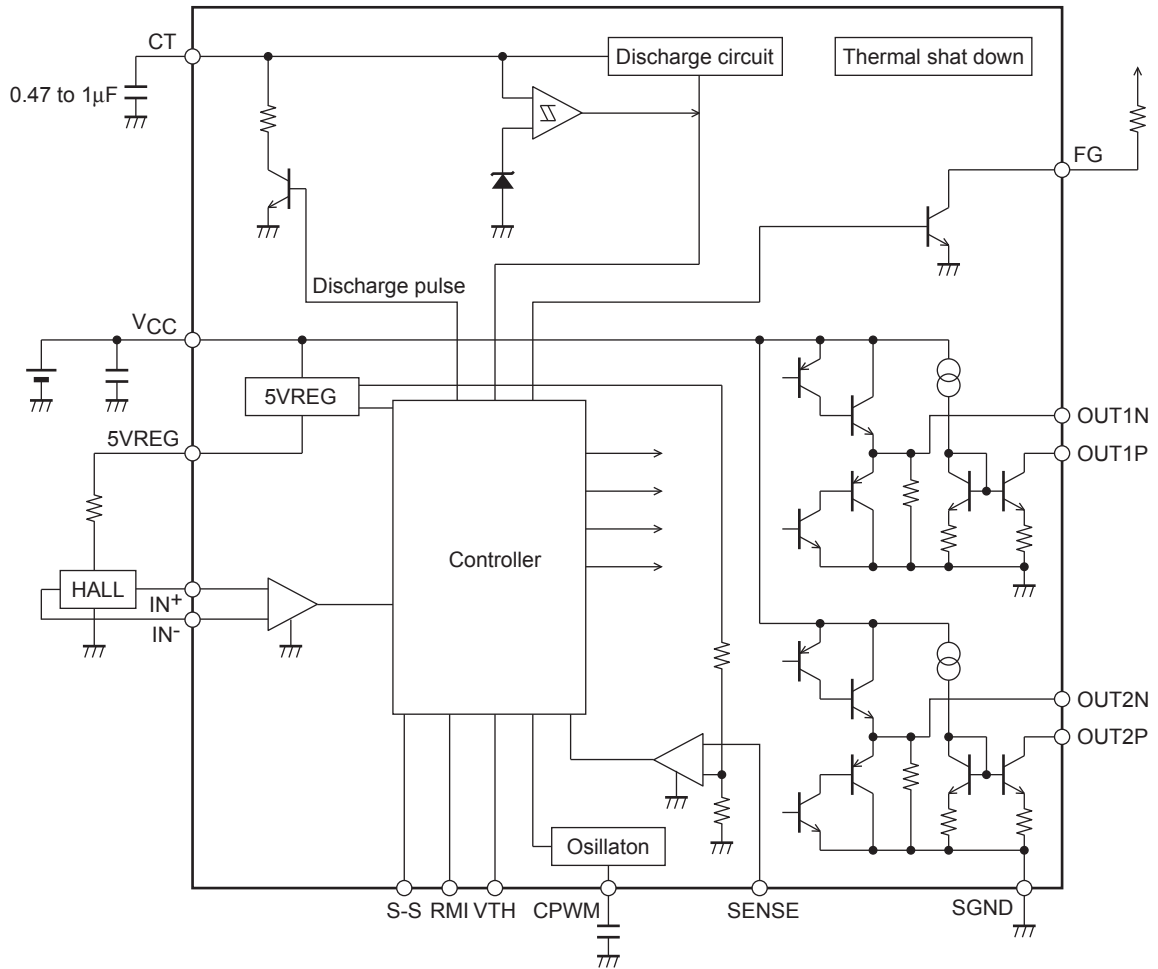 CT
Discharge circuit
Thermal shat down
0.47 to 1μF
FG
Discharge pulse
VCC
5VREG
5VREG
OUT1N
OUT1P
Controller
HALL
IN+
IN-
OUT2N
OUT2P
Osillaton
S-S RMI VTH CPWM SENSE SGND